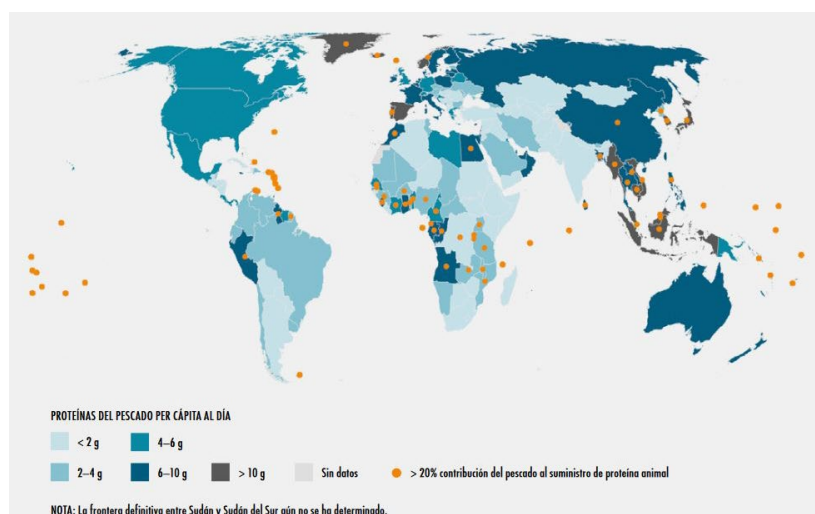 PROTEÍNAS DEL PESCADO PER CÁPITA AL DÍA
< 2 g
4–6 g
2–4 g
6–10 g
> 10 g
Sin datos
> 20% contribución del pescado al suministro de proteína animal
NOTA: La frontera definitiva entre Sudán y Sudán del Sur aún no se ha determinado.